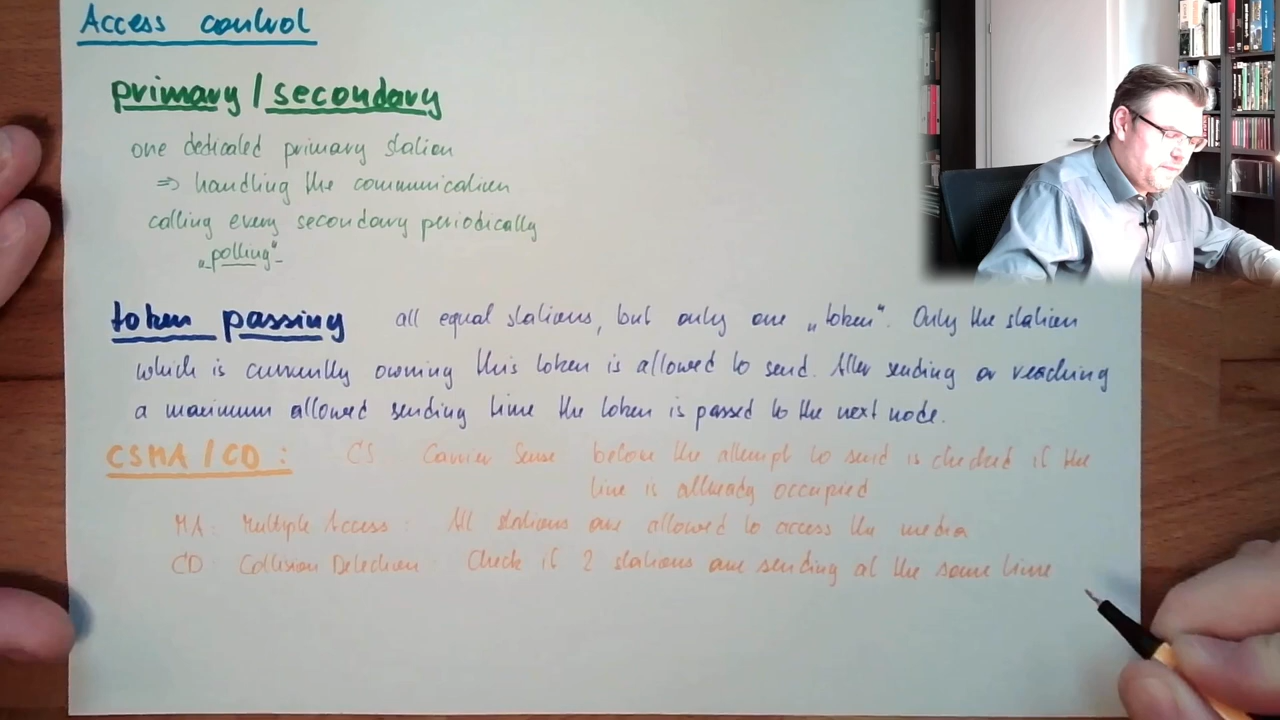 Access control
primary / secondary
one dedicated primary station
⇒ handling the communication
calling every secondary periodically
„polling"
token passing all equal stations, but only one „token". Only the station
which is currently owning this token is allowed to send. After sending or reaching
a maximum allowed sending time the token is passed to the next node.
CSMA / CD : CS Carrier Sense before the attempt to send is checked if the
line is allready occupied
MA: Multiple Access : All stations are allowed to access the media
CD: Collision Detection : Check if 2 stations are sending at the same time